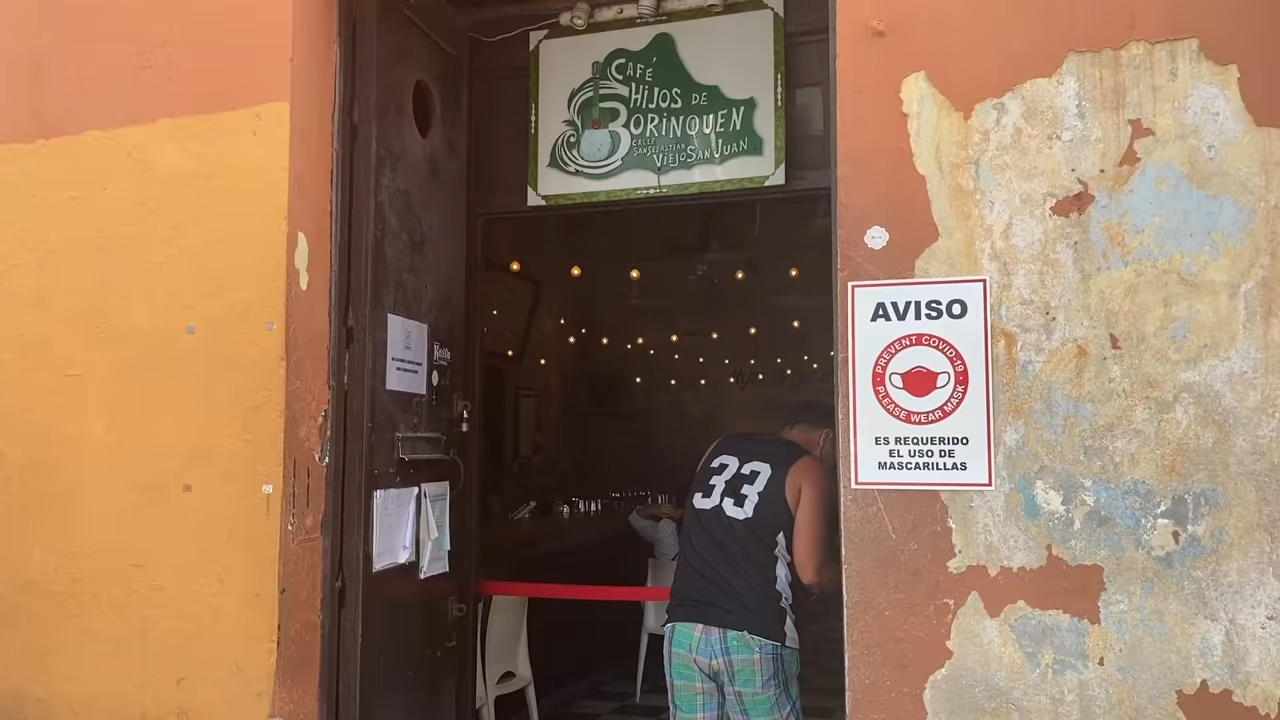 CAFÉ
HIJOS DE
BORINQUEN
CALLE
SAN SEBASTIAN
VIEJO SAN JUAN
AVISO
PREVENT COVID-19
PLEASE WEAR MASK
ES REQUERIDO
EL USO DE
MASCARILLAS
33